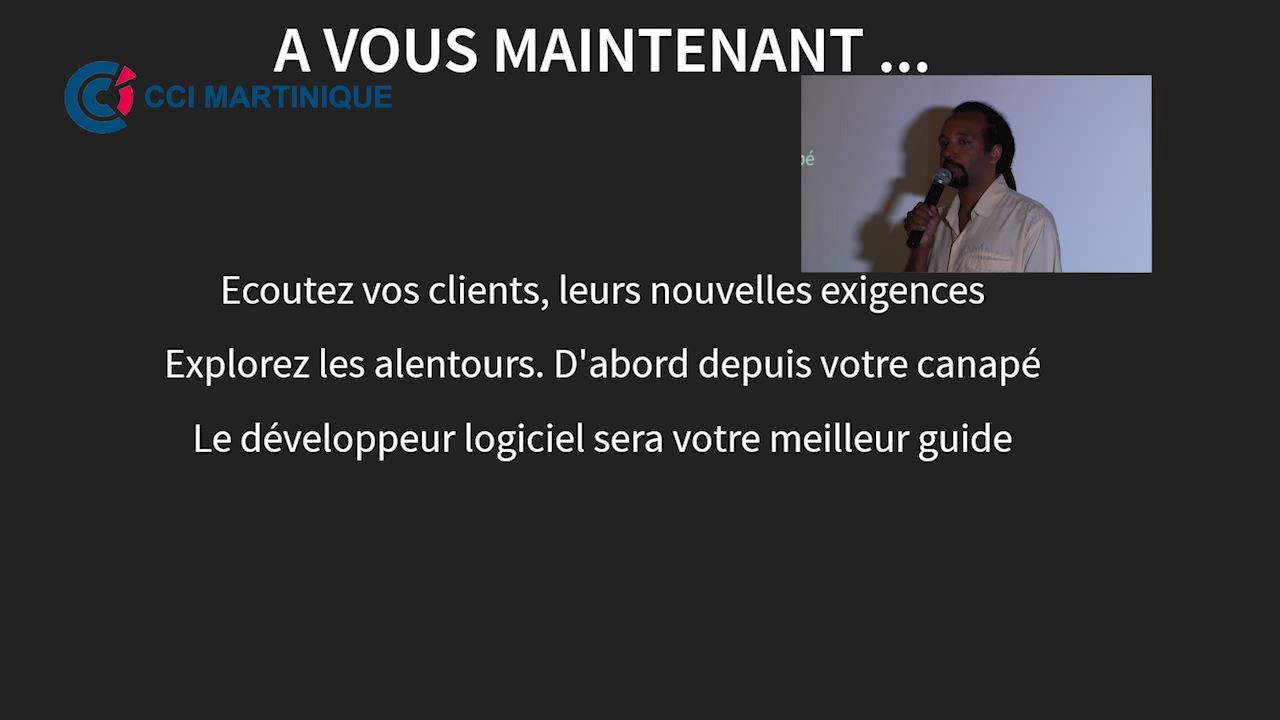 A VOUS MAINTENANT ...
CCI MARTINIQUE
pé
Ecoutez vos clients, leurs nouvelles exigences
Explorez les alentours. D'abord depuis votre canapé
Le développeur logiciel sera votre meilleur guide